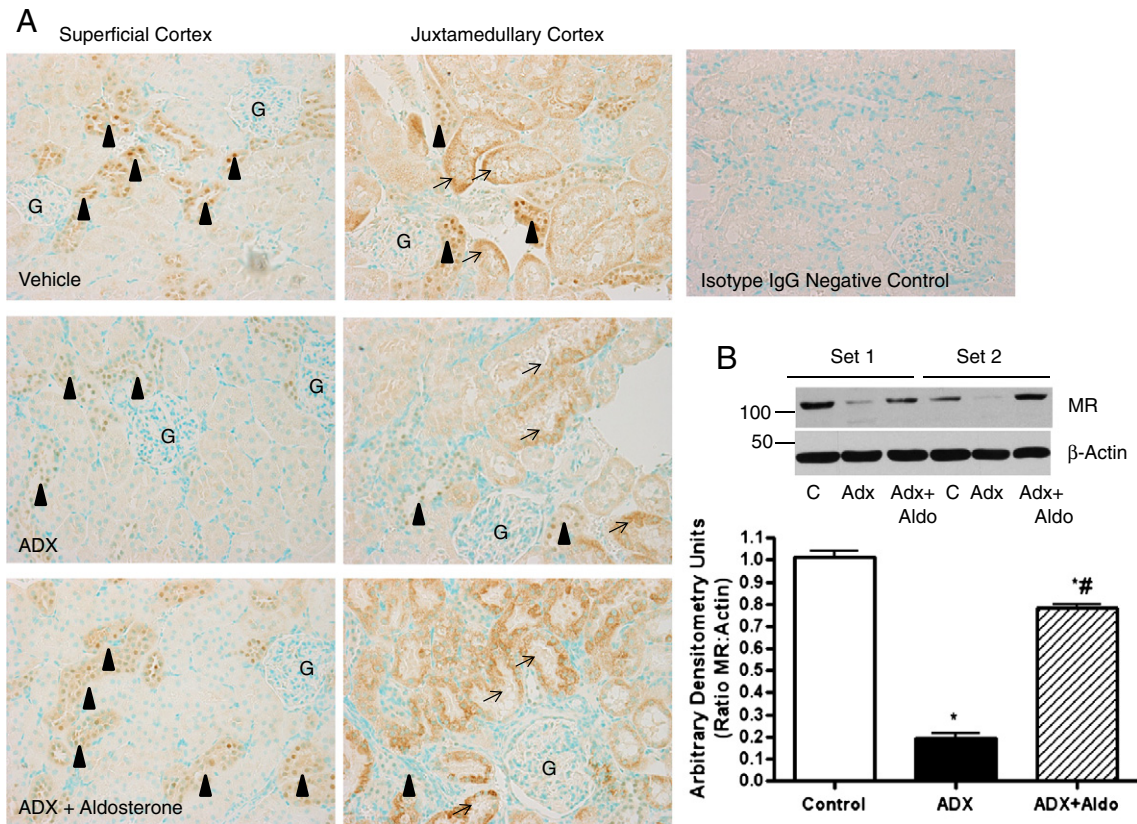 A
Superficial Cortex
Juxtamedullary Cortex
G
G
Vehicle
G
Isotype IgG Negative Control
G
G
ADX
G
G
ADX + Aldosterone
G
B
Set 1 Set 2
100
MR
50
β-Actin
C Adx Adx+ C Adx Adx+
Aldo Aldo
Arbitrary Densitometry Units
(Ratio MR:Actin)
1.1
1.0
0.9
0.8
0.7
0.6
0.5
0.4
0.3
0.2
0.1
0.0
*
*#
Control ADX ADX+Aldo